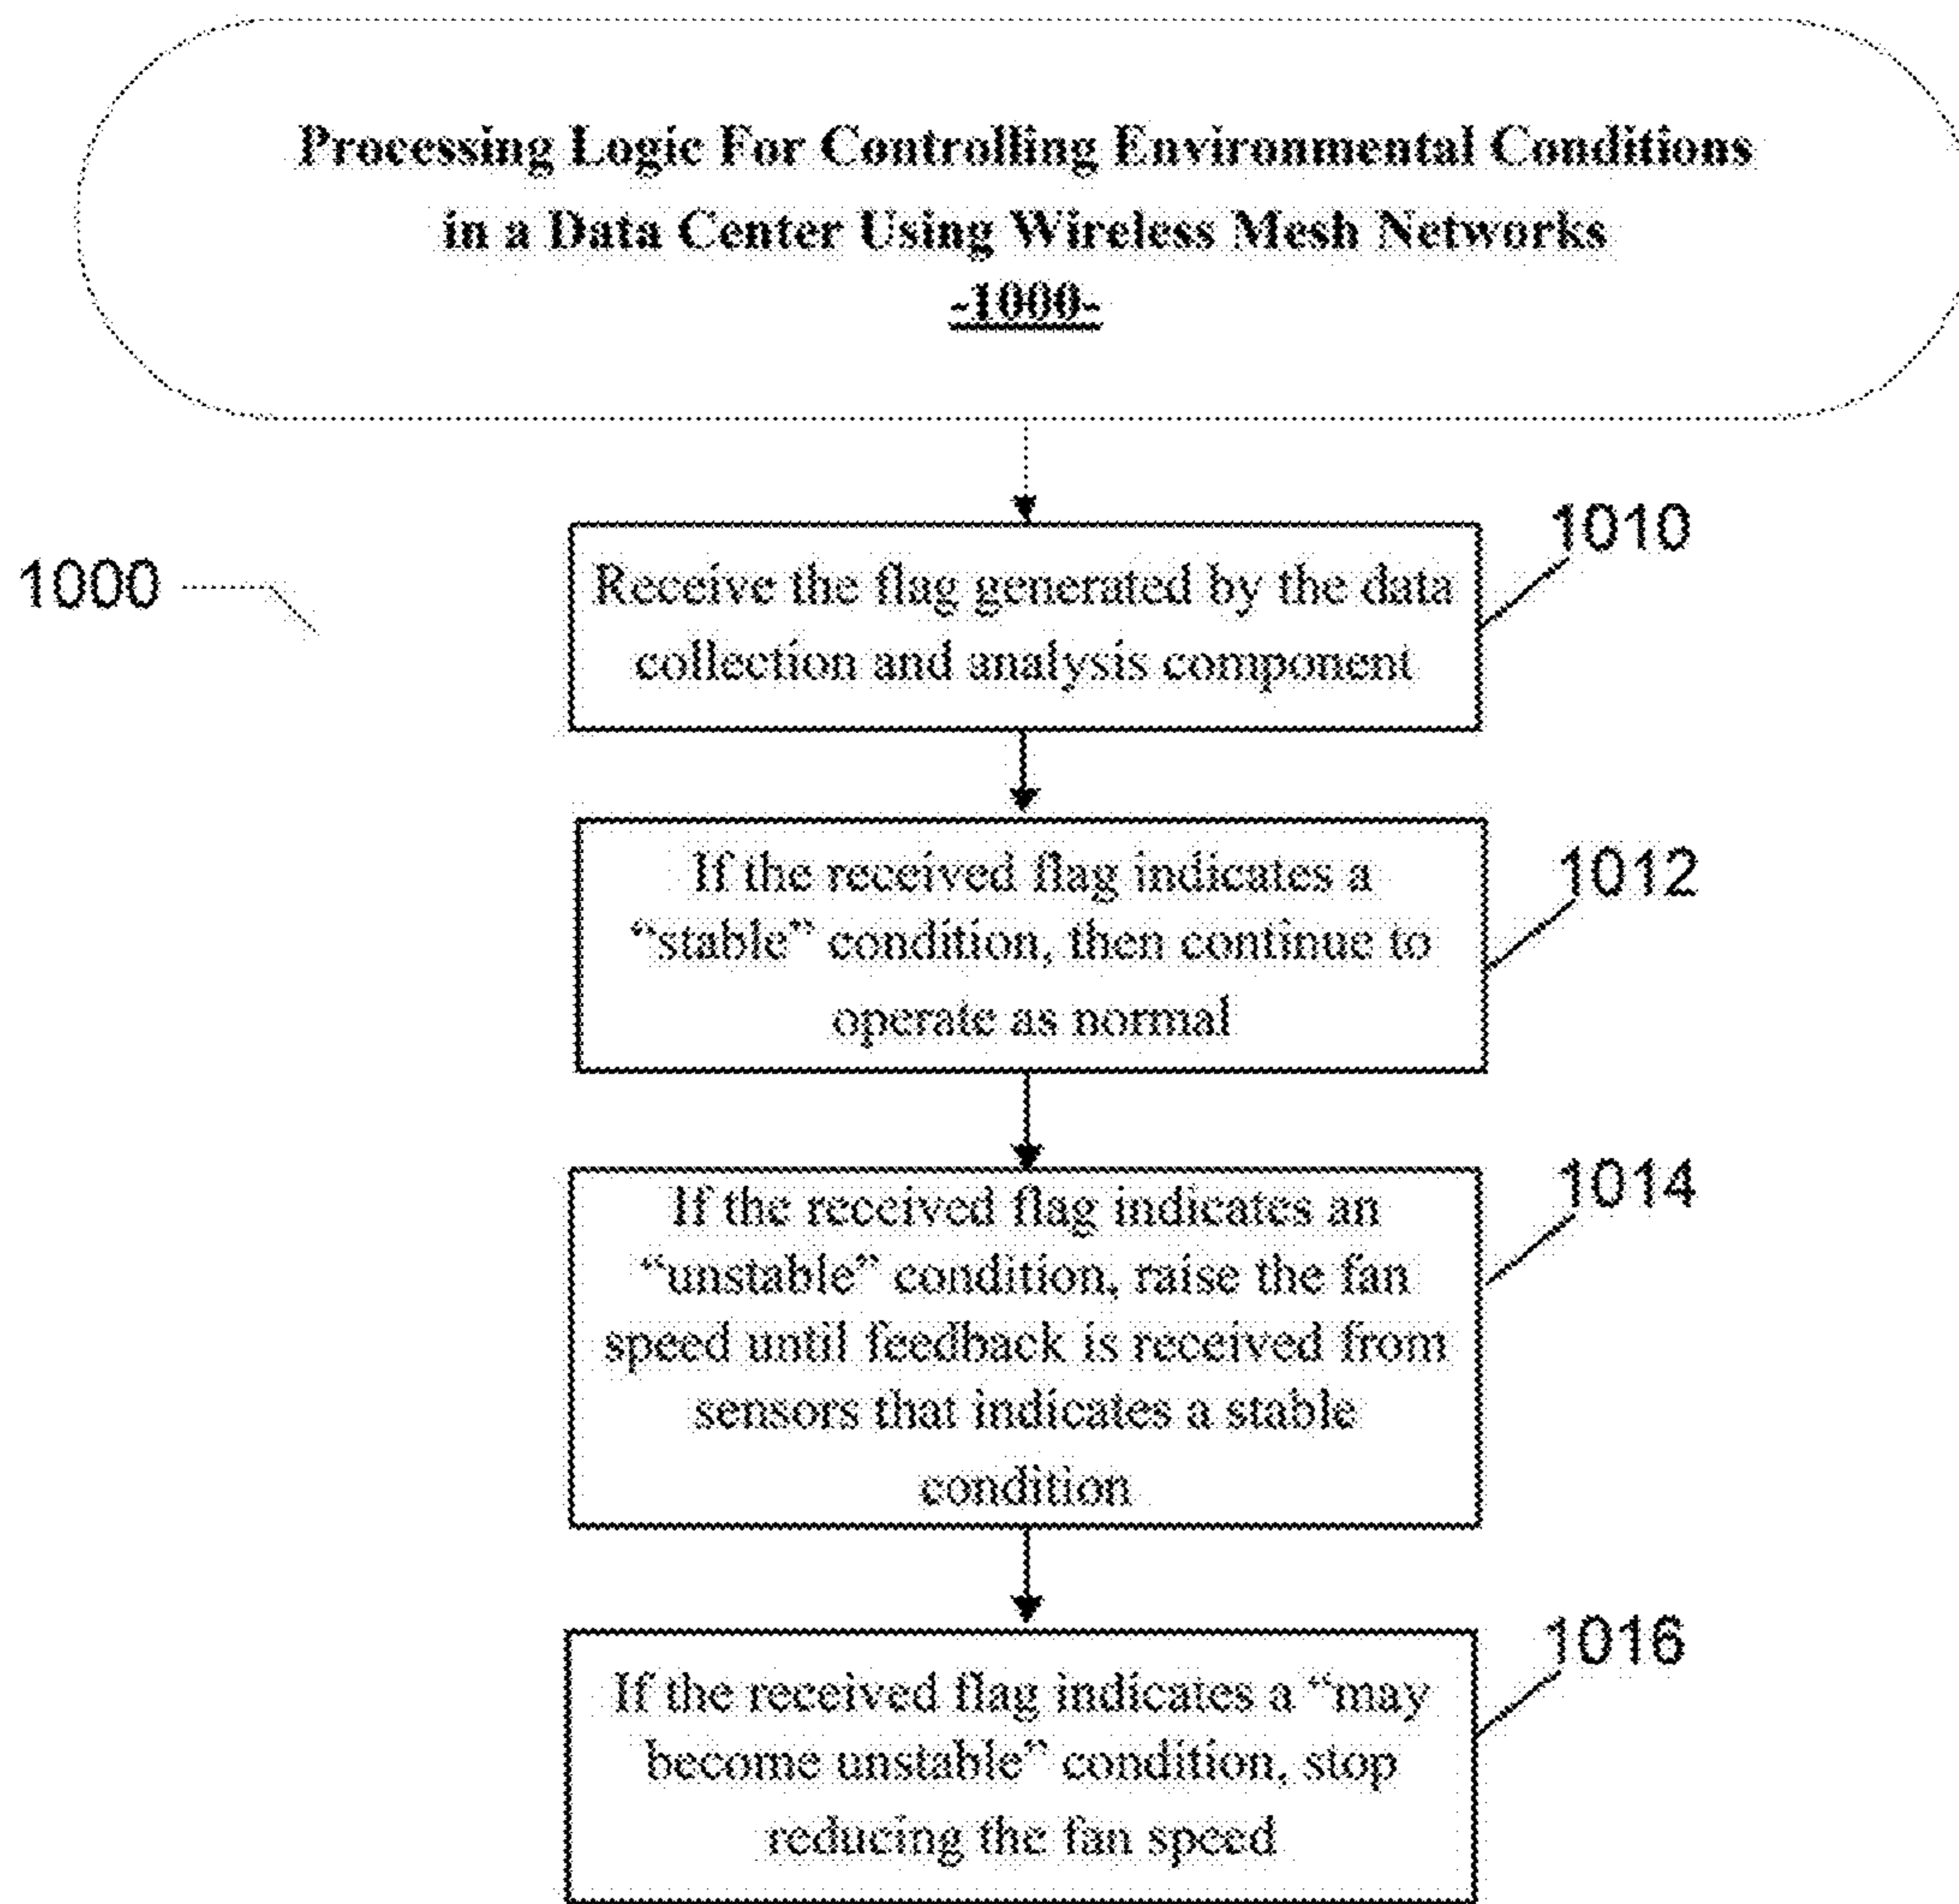 Processing Logic For Controlling Environmental Conditions
in a Data Center Using Wireless Mesh Networks
-1000-
1000
1010
Receive the flag generated by the data
collection and analysis component
1012
If the received flag indicates a
“stable” condition, then continue to
operate as normal
1014
If the received flag indicates an
“unstable” condition, raise the fan
speed until feedback is received from
sensors that indicates a stable
condition
1016
If the received flag indicates a “may
become unstable” condition, stop
reducing the fan speed